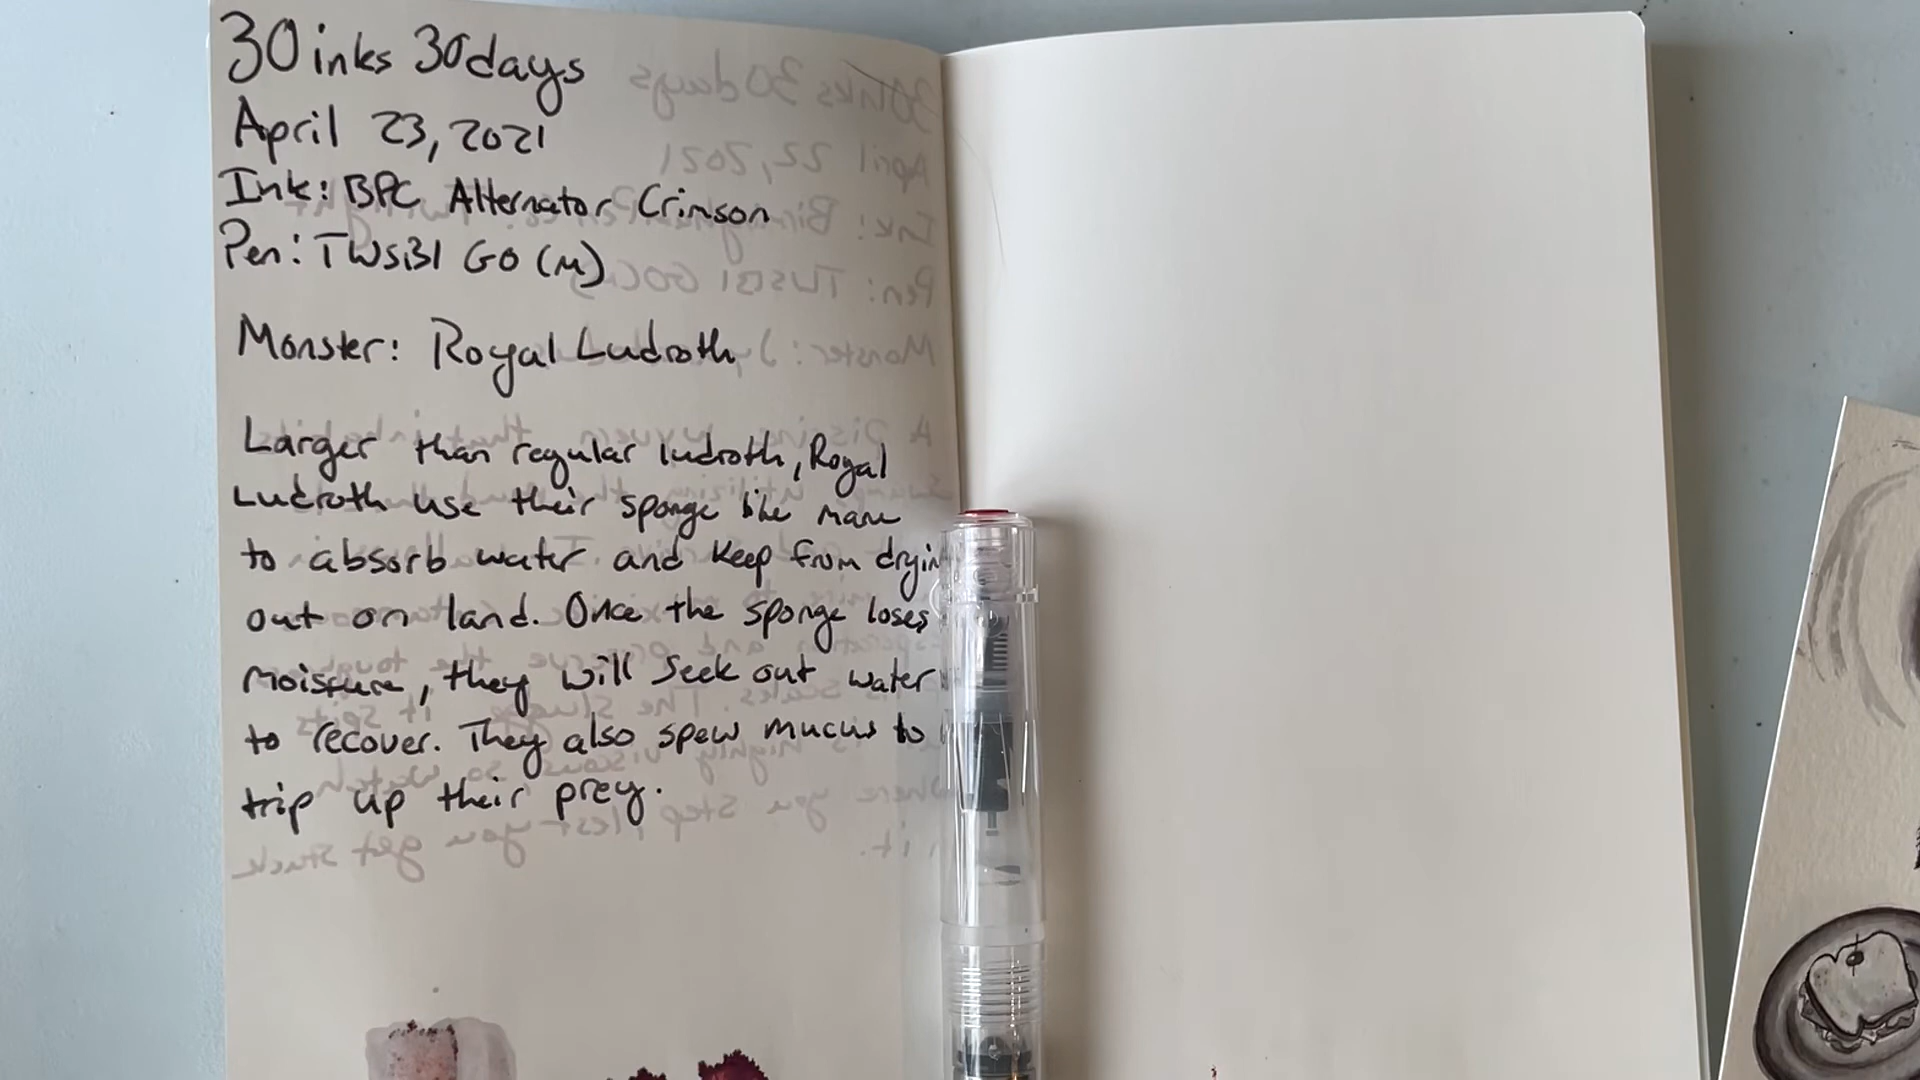 30 inks 30 days
April 23, 2021
Ink: BPC Alternator Crimson
Pen: TWSBI GO (M)
Monster: Royal Ludroth
Larger than regular ludroth, Royal
Ludroth use their sponge like mane
to absorb water and keep from dryin
out on land. Once the sponge loses
moisture, they will seek out water
to recover. They also spew mucus to
trip up their prey.